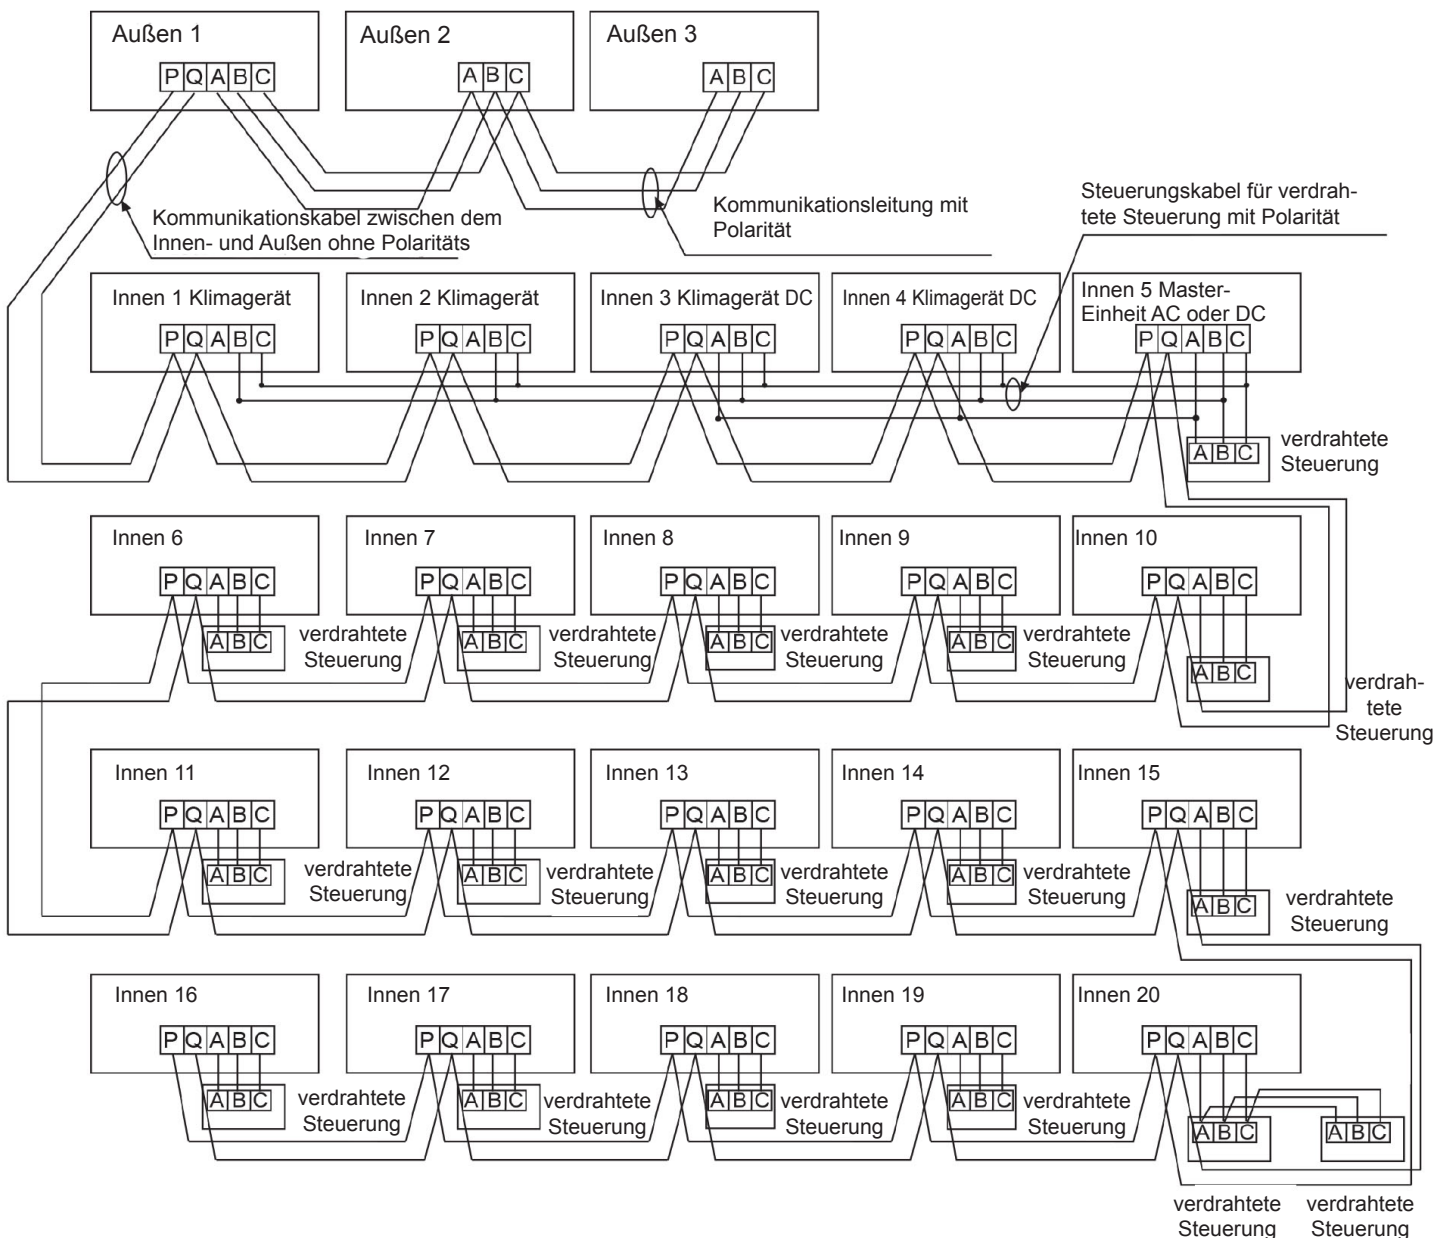 Außen 1
Außen 2
Außen 3
P Q A B C
A B C
A B C
Kommunikationskabel zwischen dem
Innen- und Außen ohne Polaritäts
Kommunikationsleitung mit
Polarität
Steuerungskabel für verdrah-
tete Steuerung mit Polarität
Innen 1 Klimagerät
Innen 2 Klimagerät
Innen 3 Klimagerät DC
Innen 4 Klimagerät DC
Innen 5 Master-
Einheit AC oder DC
P Q A B C
P Q A B C
P Q A B C
P Q A B C
P Q A B C
A B C
verdrahtete
Steuerung
Innen 6
Innen 7
Innen 8
Innen 9
Innen 10
P Q A B C
P Q A B C
P Q A B C
P Q A B C
P Q A B C
A B C
verdrahtete
Steuerung
A B C
verdrahtete
Steuerung
A B C
verdrahtete
Steuerung
A B C
verdrahtete
Steuerung
A B C
verdrah-
tete
Steuerung
Innen 11
Innen 12
Innen 13
Innen 14
Innen 15
P Q A B C
P Q A B C
P Q A B C
P Q A B C
P Q A B C
A B C
verdrahtete
Steuerung
A B C
verdrahtete
Steuerung
A B C
verdrahtete
Steuerung
A B C
verdrahtete
Steuerung
A B C
verdrahtete
Steuerung
Innen 16
Innen 17
Innen 18
Innen 19
Innen 20
P Q A B C
P Q A B C
P Q A B C
P Q A B C
P Q A B C
A B C
verdrahtete
Steuerung
A B C
verdrahtete
Steuerung
A B C
verdrahtete
Steuerung
A B C
verdrahtete
Steuerung
A B C
A B C
verdrahtete
Steuerung
verdrahtete
Steuerung